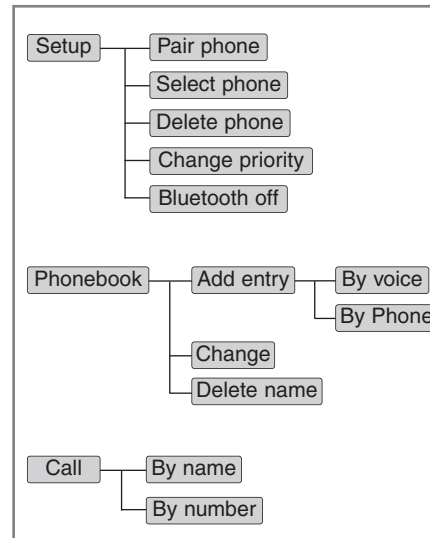 Setup Pair phone
Select phone
Delete phone
Change priority
Bluetooth off
Phonebook Add entry By voice
By Phone
Change
Delete name
Call By name
By number